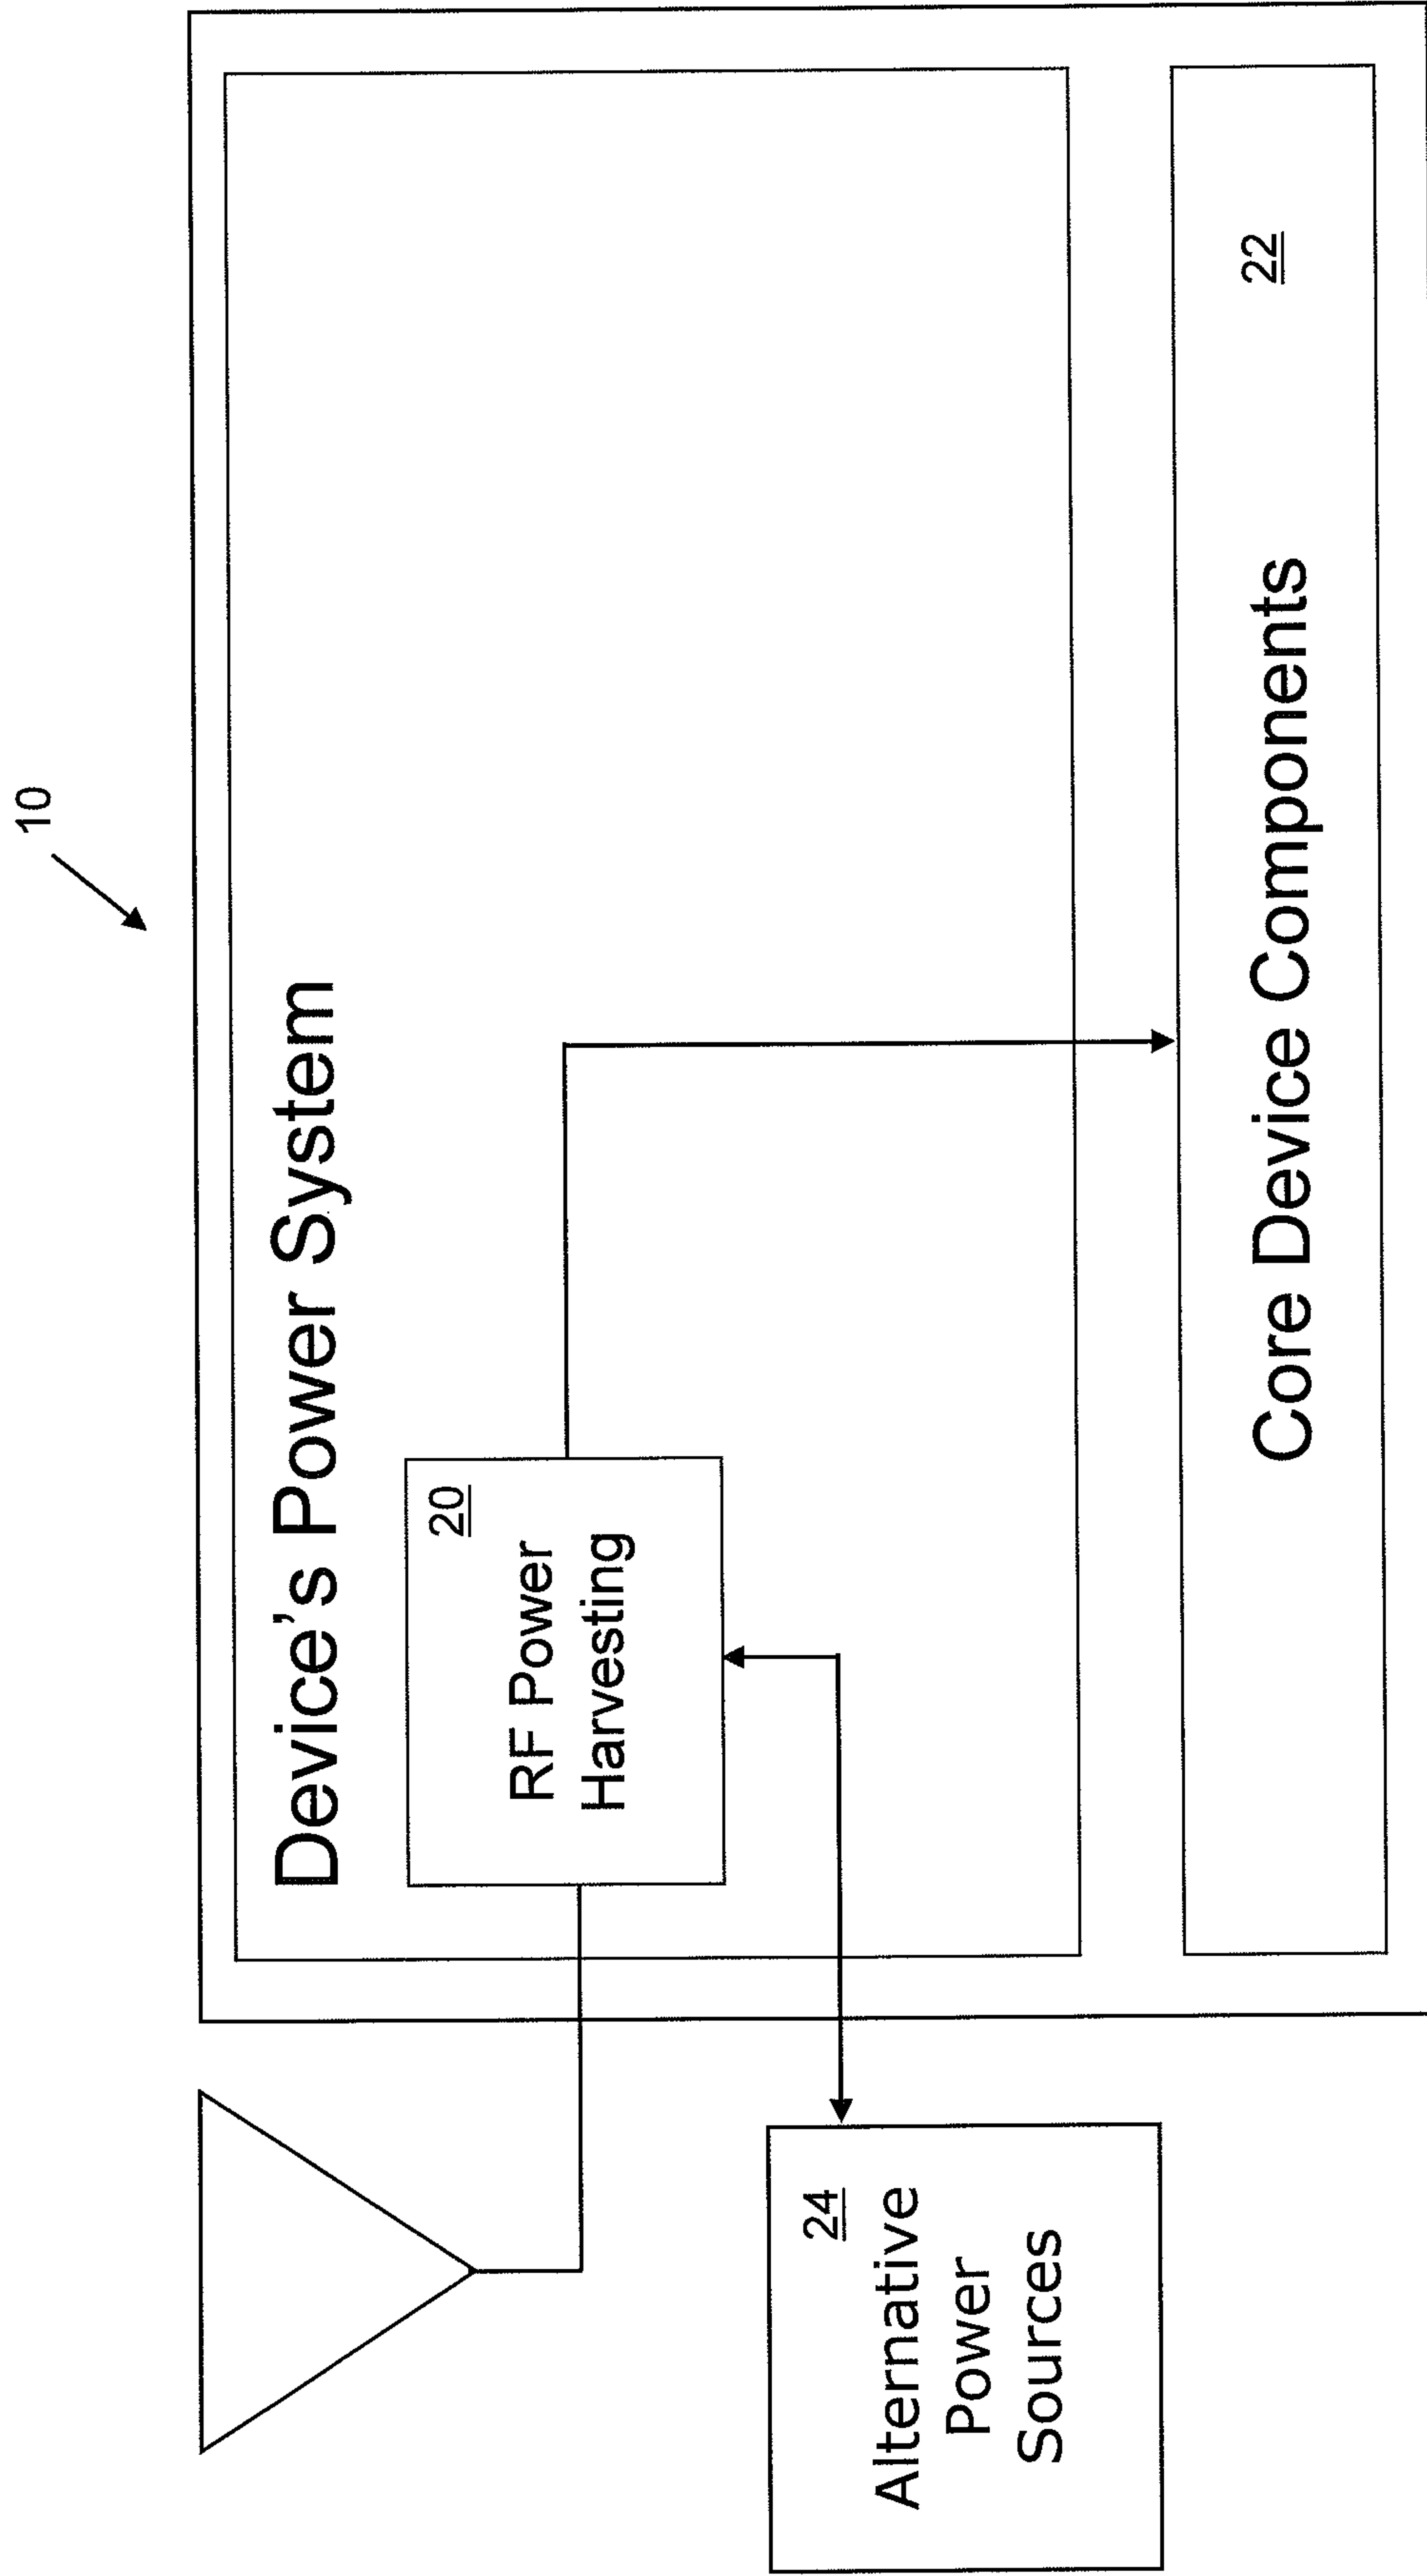 10
Device's Power System
20
RF Power
Harvesting
Core Device Components
22
24
Alternative
Power
Sources